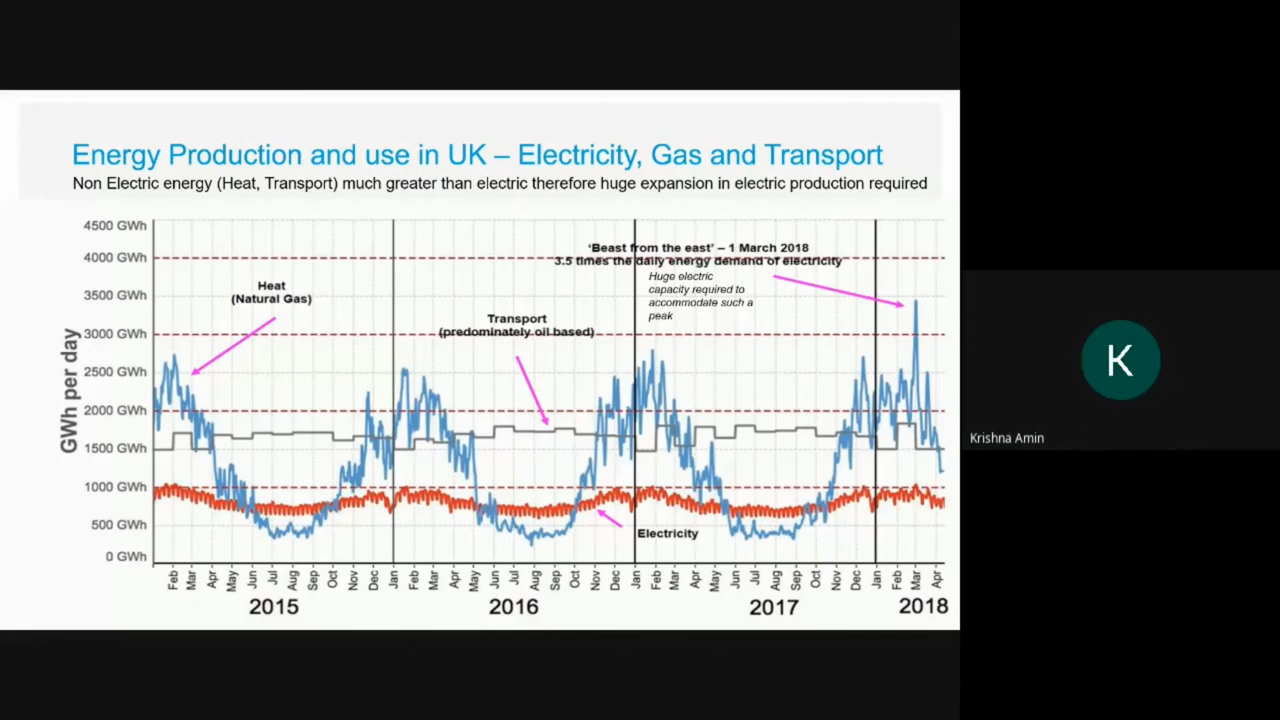 Energy Production and use in UK – Electricity, Gas and Transport
Non Electric energy (Heat, Transport) much greater than electric therefore huge expansion in electric production required
GWh per day
4500 GWh
4000 GWh
3500 GWh
3000 GWh
2500 GWh
2000 GWh
1500 GWh
1000 GWh
500 GWh
0 GWh
Heat
(Natural Gas)
Transport
(predominately oil based)
‘Beast from the east’ – 1 March 2018
3.5 times the daily energy demand of electricity
Huge electric
capacity required to
accommodate such a
peak
Electricity
Feb Mar Apr May Jun Jul Aug Sep Oct Nov Dec Jan Feb Mar Apr May Jun Jul Aug Sep Oct Nov Dec Jan Feb Mar Apr May Jun Jul Aug Sep Oct Nov Dec Jan Feb Mar Apr
2015 2016 2017 2018
K
Krishna Amin